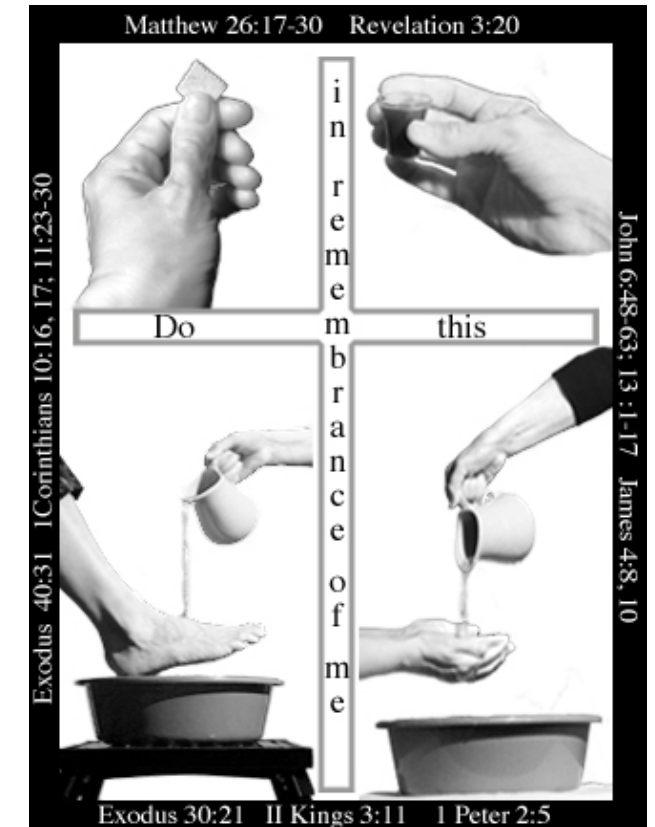 Matthew 26:17-30 Revelation 3:20
Exodus 40:31 1Corinthians 10:16, 17; 11:23-30
Do this
in remembrance of me
John 6:48-63; 13 :1-17 James 4:8, 10
Exodus 30:21 II Kings 3:11 1 Peter 2:5